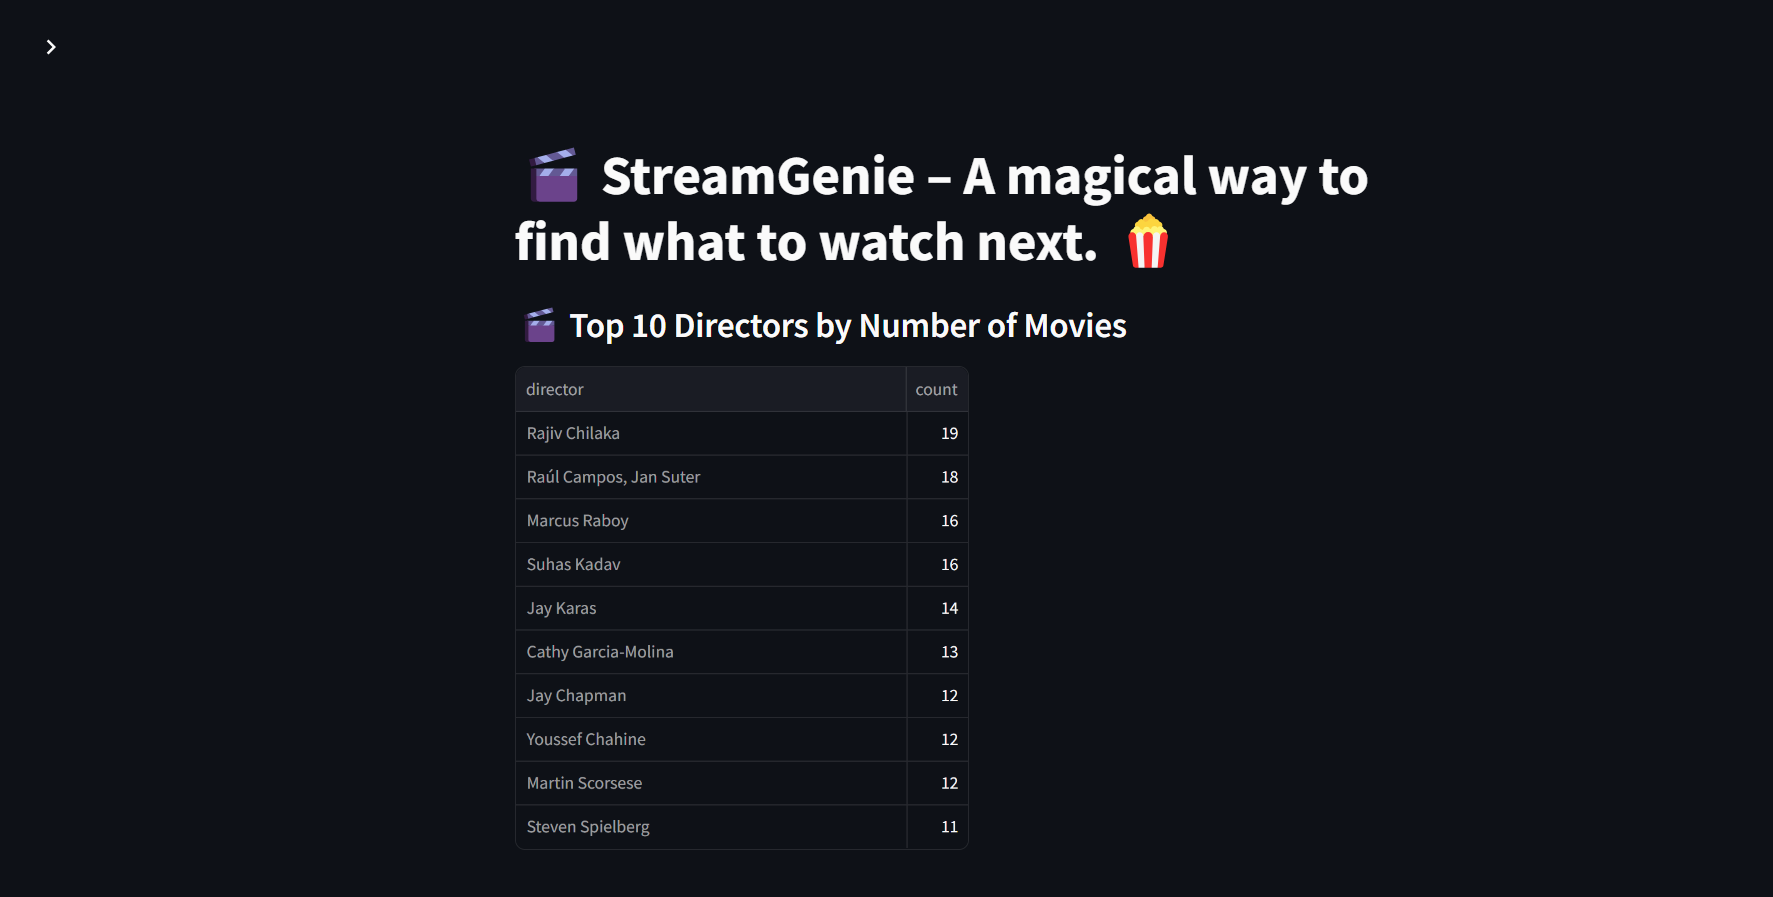 🎬 StreamGenie – A magical way to
find what to watch next. 🍿
🎬 Top 10 Directors by Number of Movies
director count
Rajiv Chilaka 19
Raúl Campos, Jan Suter 18
Marcus Raboy 16
Suhas Kadav 16
Jay Karas 14
Cathy Garcia-Molina 13
Jay Chapman 12
Youssef Chahine 12
Martin Scorsese 12
Steven Spielberg 11